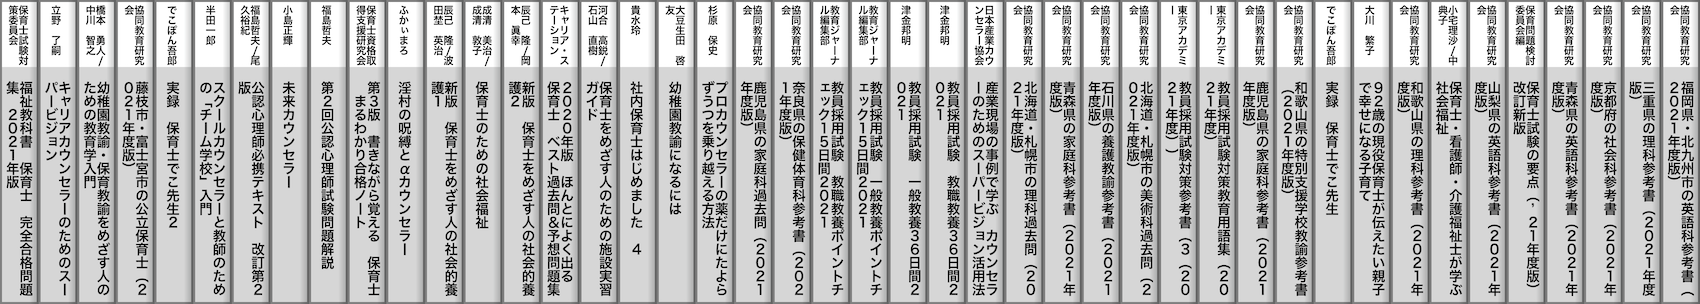 協同教育研究
会
福岡県・北九州市の英語科参考書（
２０２１年度版）
協同教育研究
会
三重県の理科参考書（２０２１年度
版）
協同教育研究
会
京都府の社会科参考書（２０２１年
度版）
協同教育研究
会
青森県の英語科参考書（２０２１年
度版）
保育問題検討
委員会編
保育士試験の要点（’２１年度版）
改訂新版
協同教育研究
会
山梨県の英語科参考書（２０２１年
度版）
小宅理沙／中
典子
保育士・看護師・介護福祉士が学ぶ
社会福祉
協同教育研究
会
和歌山県の理科参考書（２０２１年
度版）
大川　繁子
９２歳の現役保育士が伝えたい親子
で幸せになる子育て
でこぽん吾郎
実録　保育士でこ先生
協同教育研究
会
和歌山県の特別支援学校教諭参考書
（２０２１年度版）
協同教育研究
会
鹿児島県の家庭科参考書（２０２１
年度版）
東京アカデミ
ー
教員採用試験対策教育用語集（２０
２１年度）
東京アカデミ
ー
教員採用試験対策参考書（３）（２０
２１年度）
協同教育研究
会
北海道・札幌市の美術科過去問（２
０２１年度版）
協同教育研究
会
石川県の養護教諭参考書（２０２１
年度版）
協同教育研究
会
青森県の家庭科参考書（２０２１年
度版）
協同教育研究
会
北海道・札幌市の理科過去問（２０
２１年度版）
日本産業カウ
ンセラー協会
産業現場の事例で学ぶ　カウンセラ
ーのためのスーパービジョン活用法
津金邦明
教員採用試験　教職教養３６日間２
０２１
津金邦明
教員採用試験　一般教養３６日間２
０２１
教育ジャーナ
ル編集部
教員採用試験　一般教養ポイントチ
ェック１５日間２０２１
教育ジャーナ
ル編集部
教員採用試験　教職教養ポイントチ
ェック１５日間２０２１
協同教育研究
会
奈良県の保健体育科参考書（２０２
１年度版）
協同教育研究
会
鹿児島県の家庭科過去問（２０２１
年度版）
杉原　保史
プロカウンセラーの薬だけにたよら
ずうつを乗り越える方法
大豆生田　啓
友
幼稚園教諭になるには
貴水玲
社内保育士はじめました　４
河合　高鋭／
石山　直樹
保育士をめざす人のための施設実習
ガイド
キャリア・ス
テーション
２０２０年版　ほんとによく出る
保育士　ベスト過去問＆予想問題集
辰己　隆／岡
本　眞幸
新版　保育士をめざす人の社会的養
護２
成清　美治／
成清　敦子
保育士のための社会福祉
辰己　隆／波
田埜　英治
新版　保育士をめざす人の社会的養
護１
ふかいまろ
淫村の呪縛とαカウンセラー
保育士資格取
得支援研究会
第３版　書きながら覚える　保育士
まるわかり合格ノート
福島哲夫
第２回公認心理師試験問題解説
小島正輝
未来カウンセラー
福島哲夫／尾
久裕紀
公認心理師必携テキスト　改訂第２
版
半田一郎
スクールカウンセラーと教師のため
の「チーム学校」入門
でこぽん吾郎
実録　保育士でこ先生２
協同教育研究
会
藤枝市・富士宮市の公立保育士（２
０２１年度版）
橋本　勇人／
中川　智之
幼稚園教諭・保育教諭をめざす人の
ための教育学入門
立野　了嗣
キャリアカウンセラーのためのスー
パービジョン
保育士試験対
策委員会
福祉教科書　保育士　完全合格問題
集　２０２１年版